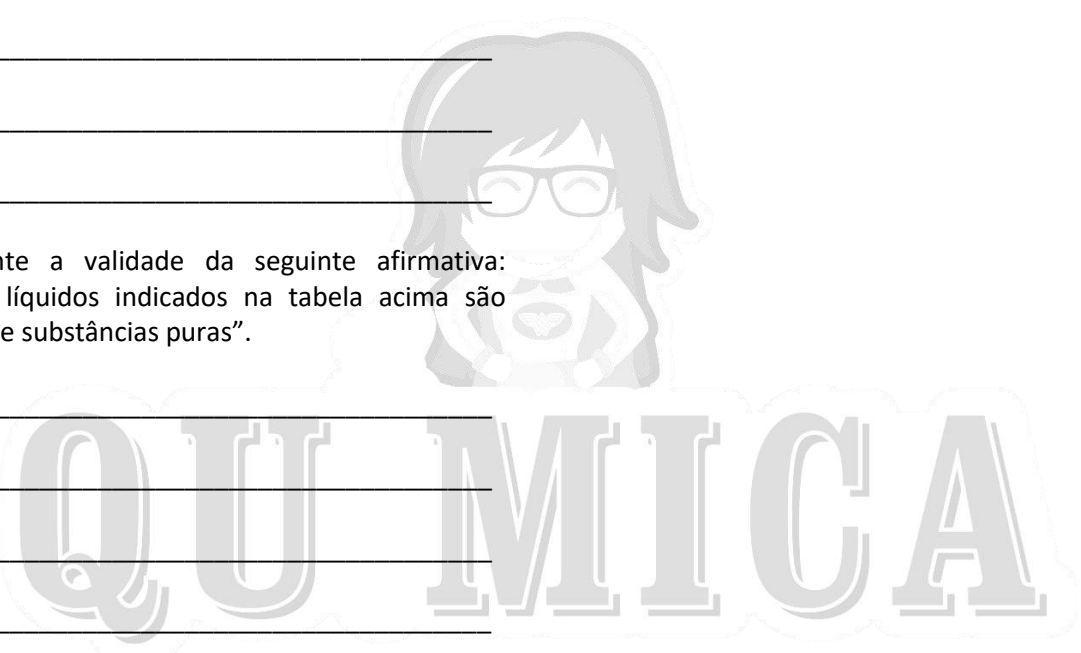 nte a validade da seguinte afirmativa:
líquidos indicados na tabela acima são
e substâncias puras”.
QU MICA